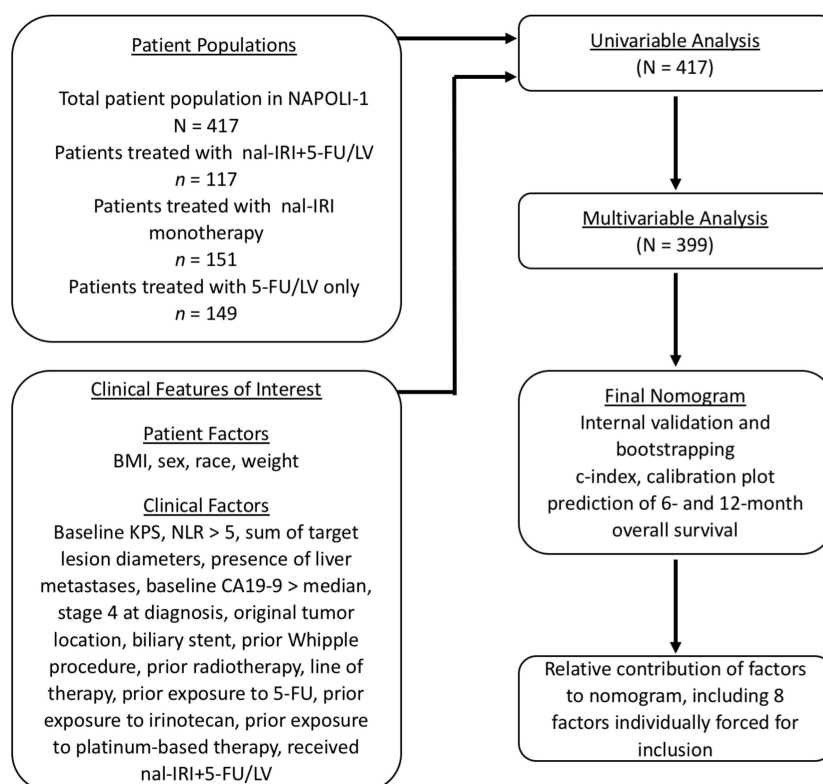 Patient Populations
Total patient population in NAPOLI-1
N = 417
Patients treated with nal-IRI+5-FU/LV
n = 117
Patients treated with nal-IRI
monotherapy
n = 151
Patients treated with 5-FU/LV only
n = 149
Clinical Features of Interest
Patient Factors
BMI, sex, race, weight
Clinical Factors
Baseline KPS, NLR > 5, sum of target
lesion diameters, presence of liver
metastases, baseline CA19-9 > median,
stage 4 at diagnosis, original tumor
location, biliary stent, prior Whipple
procedure, prior radiotherapy, line of
therapy, prior exposure to 5-FU, prior
exposure to irinotecan, prior exposure
to platinum-based therapy, received
nal-IRI+5-FU/LV
Univariable Analysis
(N = 417)
Multivariable Analysis
(N = 399)
Final Nomogram
Internal validation and
bootstrapping
c-index, calibration plot
prediction of 6- and 12-month
overall survival
Relative contribution of factors
to nomogram, including 8
factors individually forced for
inclusion